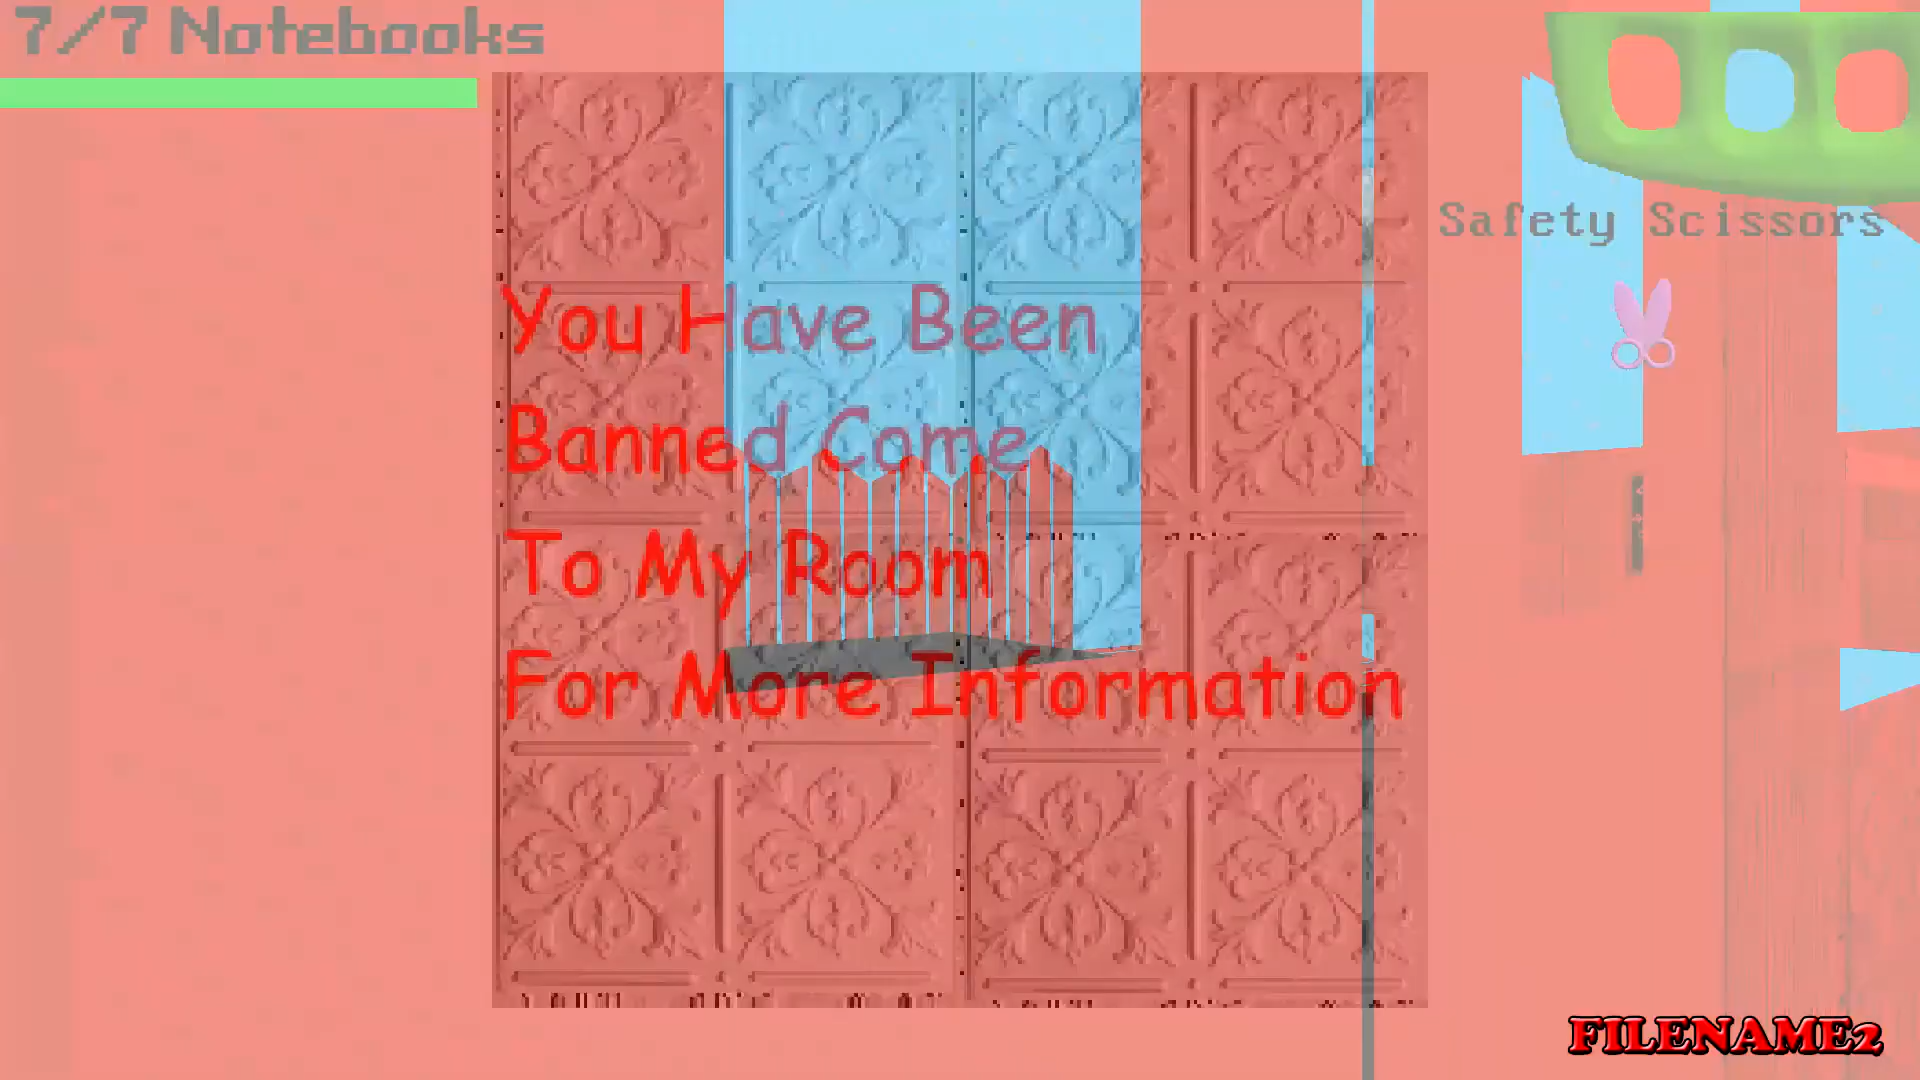 7/7 Notebooks
Safety Scissors
You Have Been
Banned Come
To My Room
For More Information
FILENAME2